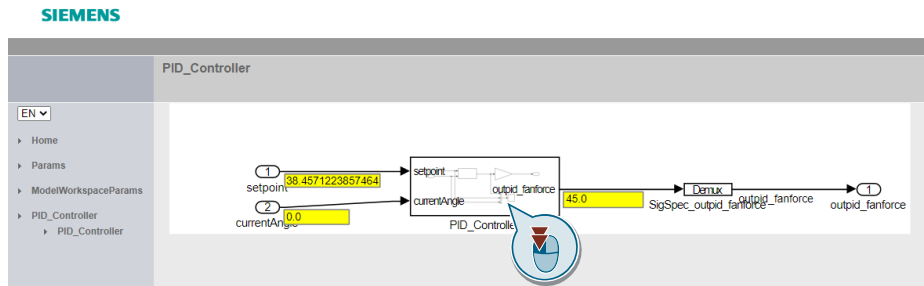 SIEMENS
PID_Controller
EN
Home
Params
ModelWorkspaceParams
PID_Controller
PID_Controller
1
setpoint
38.4571223857464
2
currentAngle
0.0
setpoint
currentAngle
outpid_fanforce
PID_Controller
45.0
Demux
SigSpec_outpid_fanforce
outpid_fanforce
1
outpid_fanforce